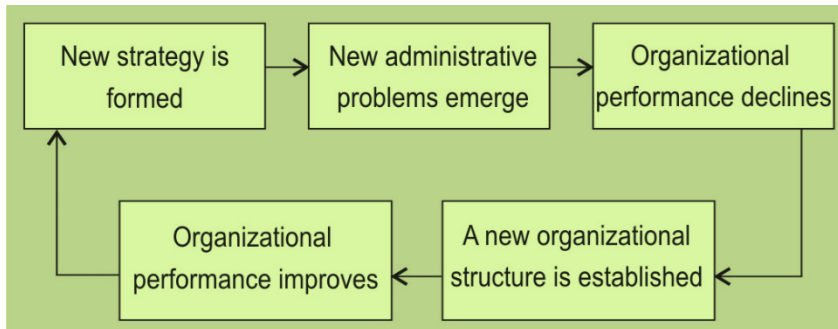 New strategy is
formed
New administrative
problems emerge
Organizational
performance declines
A new organizational
structure is established
Organizational
performance improves